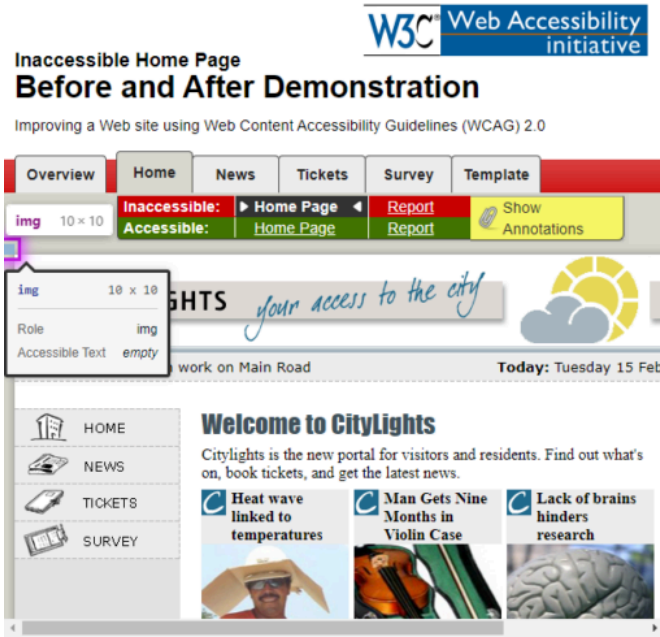 W3C® Web Accessibility
initiative
Inaccessible Home Page
Before and After Demonstration
Improving a Web site using Web Content Accessibility Guidelines (WCAG) 2.0
Overview Home News Tickets Survey Template
Inaccessible: Home Page Report
Accessible: Home Page Report
Show
Annotations
img 10 × 10
img 10 x 10
Role img
Accessible Text empty
GHTS your access to the city
work on Main Road Today: Tuesday 15 Feb
HOME
NEWS
TICKETS
SURVEY
Welcome to CityLights
Citylights is the new portal for visitors and residents. Find out what's
on, book tickets, and get the latest news.
C Heat wave
linked to
temperatures
C Man Gets Nine
Months in
Violin Case
C Lack of brains
hinders
research